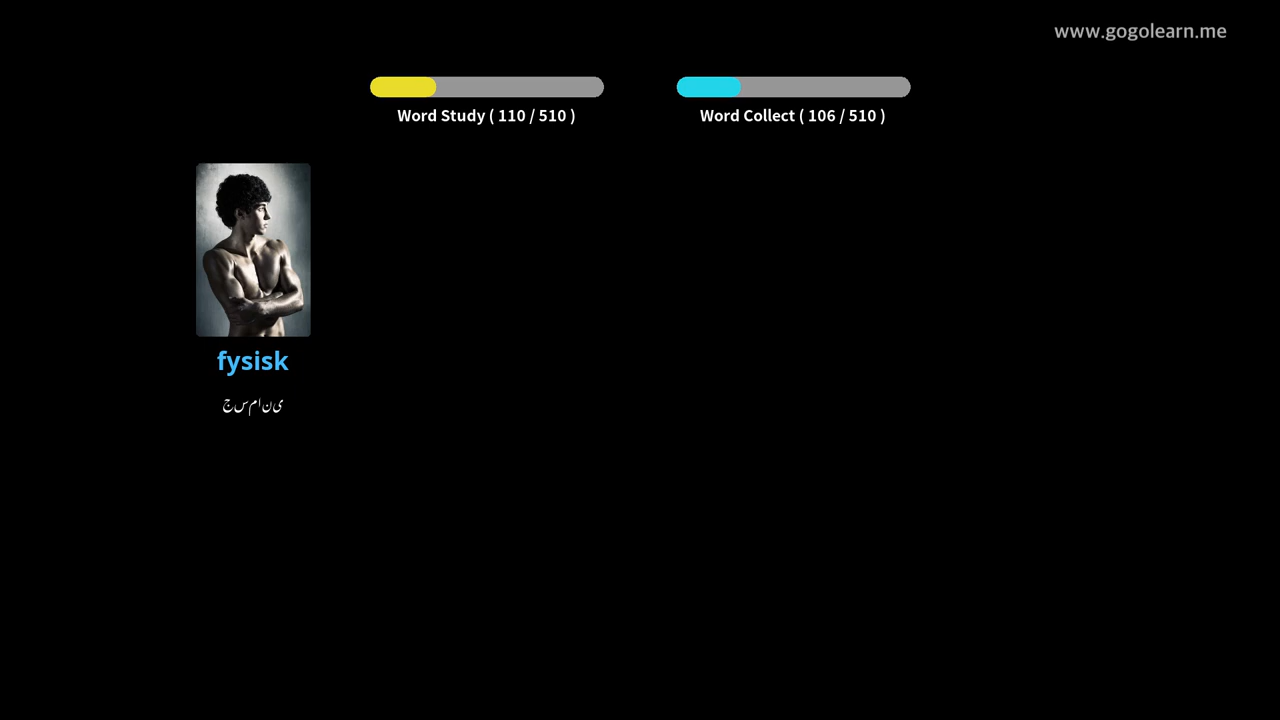 www.gogolearn.me
Word Study ( 110 / 510 )
Word Collect ( 106 / 510 )
fysisk
جسمانی